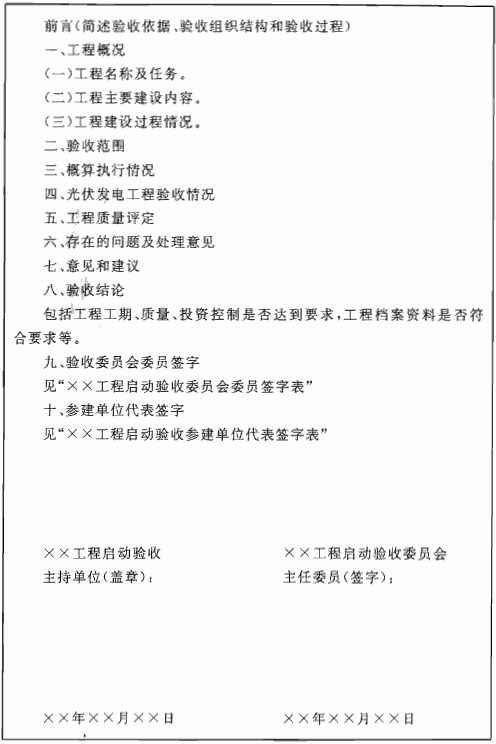 前言(简述验收依据、验收组织结构和验收过程)
一、工程概况
(一)工程名称及任务。
(二)工程主要建设内容。
(三)工程建设过程情况。
二、验收范围
三、概算执行情况
四、光伏发电工程验收情况
五、工程质量评定
六、存在的问题及处理意见
七、意见和建议
八、验收结论
包括工程工期、质量、投资控制是否达到要求,工程档案资料是否符
合要求等。
九、验收委员会委员签字
见“××工程启动验收委员会委员签字表”
十、参建单位代表签字
见“××工程启动验收参建单位代表签字表”
××工程启动验收 ××工程启动验收委员会
主持单位(盖章): 主任委员(签字):
××年××月××日 ××年××月××日